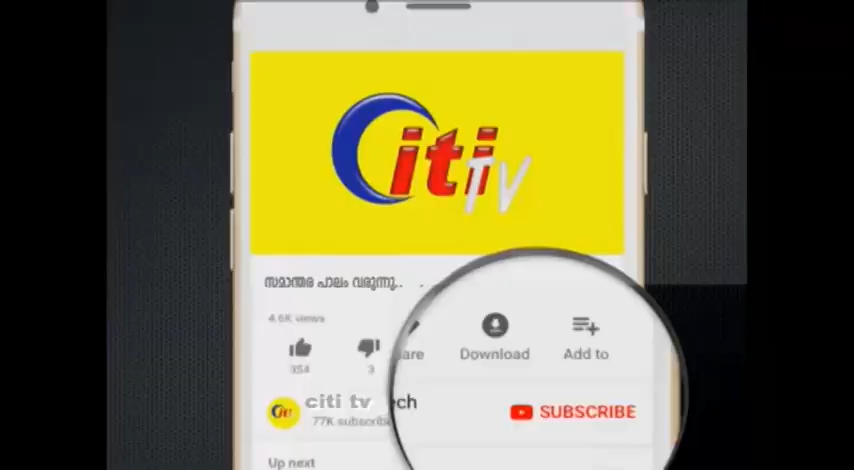 Citi TV
സമാന്തര പാലം വരുന്നു..
4.6K views
Download
Add to
354
3
citi tv
77K
SUBSCRIBE
Up next